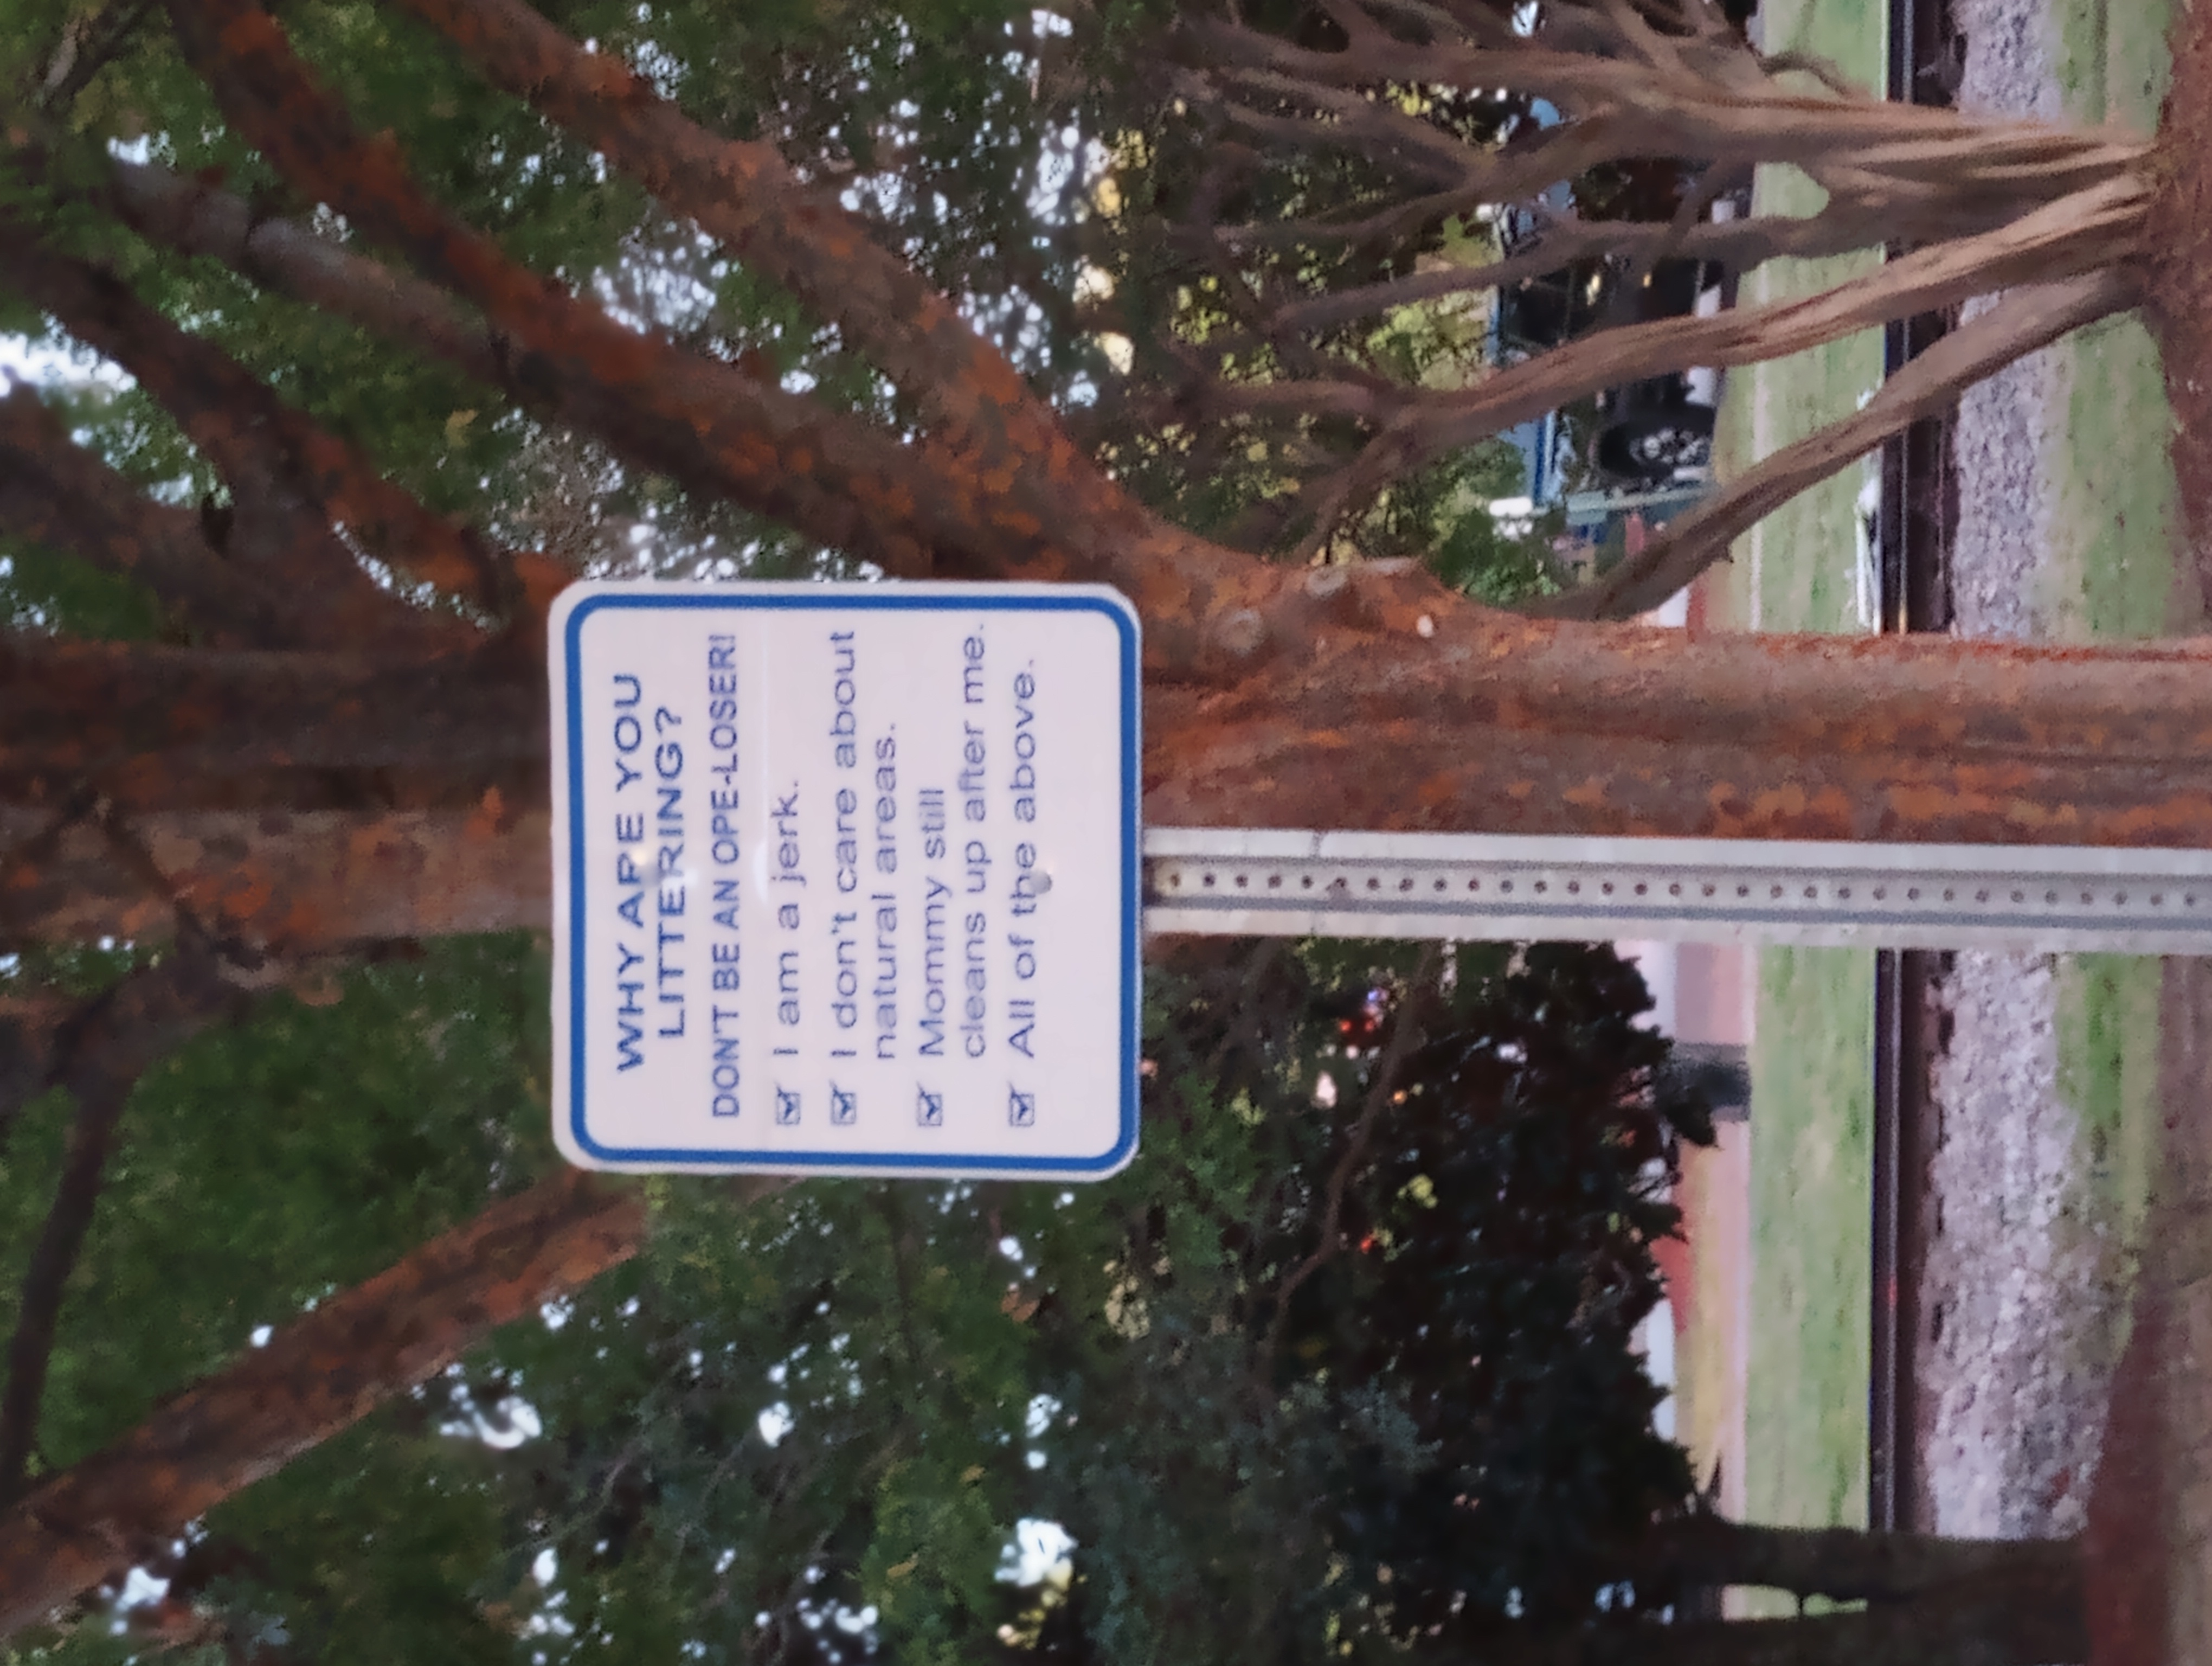 WHY ARE YOU
LITTERING?
DON'T BE AN OPE-LOSER!
I am a jerk.
I don't care about
natural areas.
Mommy still
cleans up after me.
All of the above.